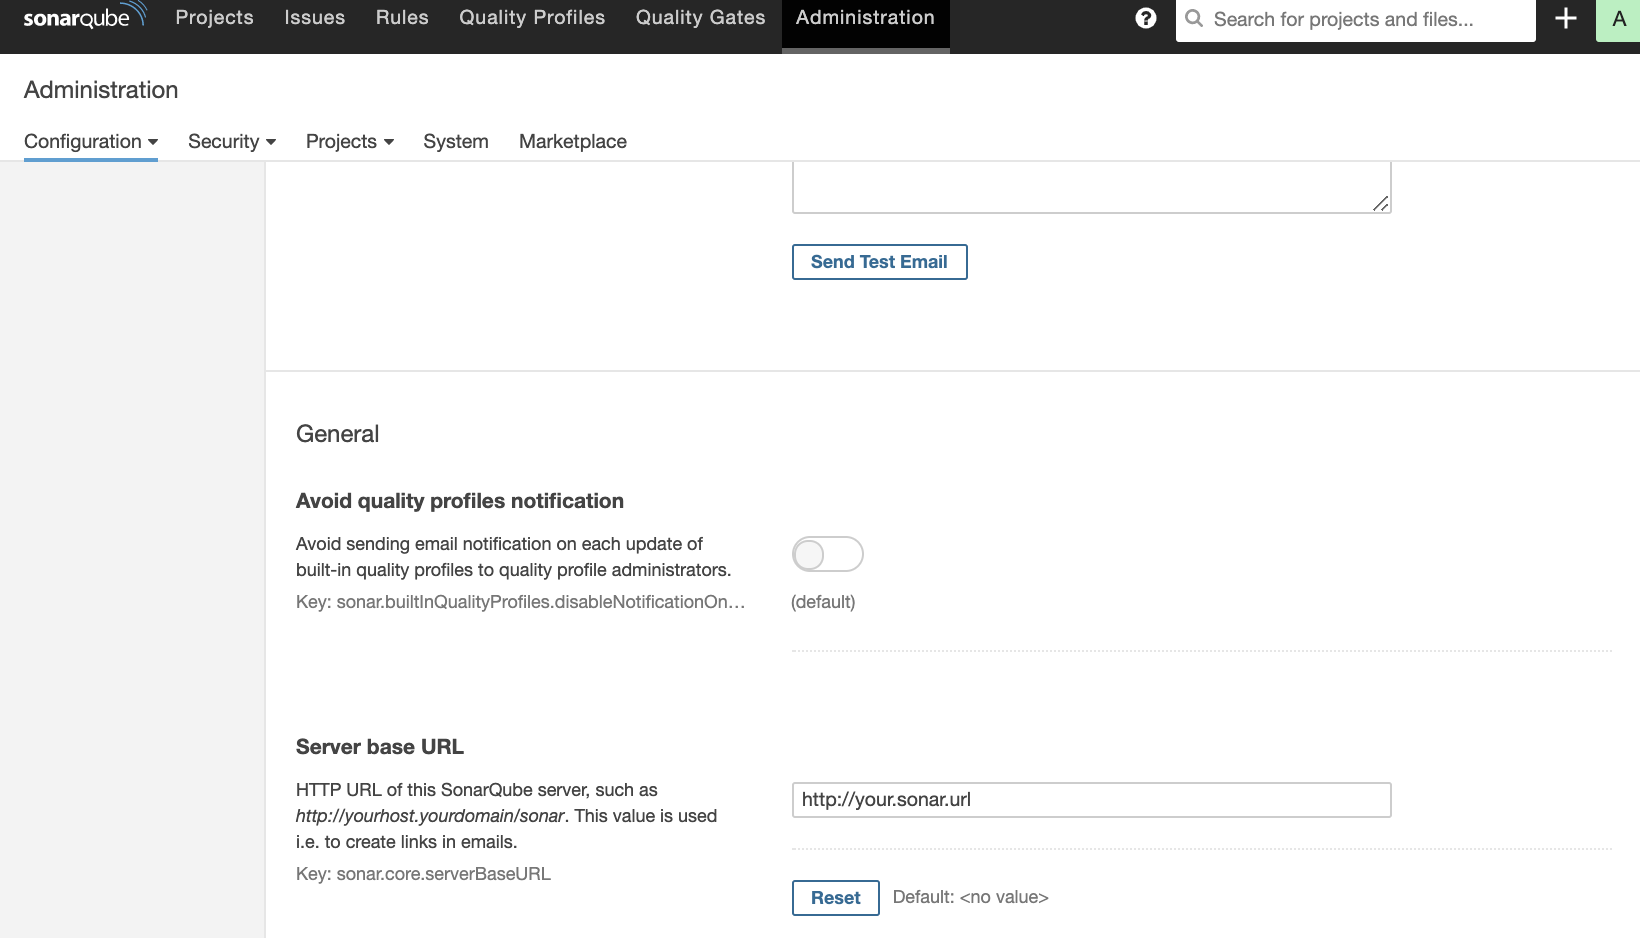 sonarqube Projects Issues Rules Quality Profiles Quality Gates Administration ? Search for projects and files... + A
Administration
Configuration Security Projects System Marketplace
Send Test Email
General
Avoid quality profiles notification
Avoid sending email notification on each update of
built-in quality profiles to quality profile administrators.
Key: sonar.builtInQualityProfiles.disableNotificationOn… (default)
Server base URL
HTTP URL of this SonarQube server, such as
http://yourhost.yourdomain/sonar. This value is used
i.e. to create links in emails.
Key: sonar.core.serverBaseURL
http://your.sonar.url
Reset Default: <no value>